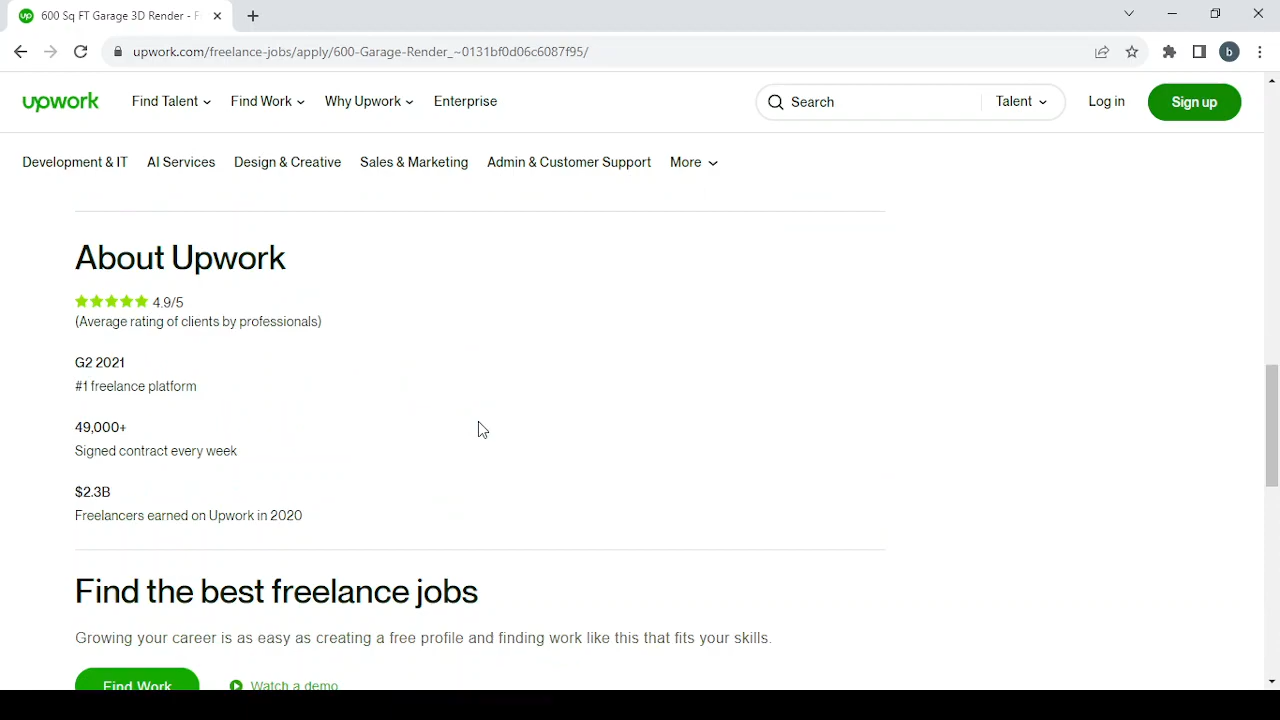 600 Sq FT Garage 3D Render - F
upwork.com/freelance-jobs/apply/600-Garage-Render_~0131bf0d06c6087f95/
b
upwork
Find Talent
Find Work
Why Upwork
Enterprise
Search
Talent
Log in
Sign up
Development & IT
AI Services
Design & Creative
Sales & Marketing
Admin & Customer Support
More
About Upwork
4.9/5
(Average rating of clients by professionals)
G2 2021
#1 freelance platform
49,000+
Signed contract every week
$2.3B
Freelancers earned on Upwork in 2020
Find the best freelance jobs
Growing your career is as easy as creating a free profile and finding work like this that fits your skills.
Find Work
Watch a demo